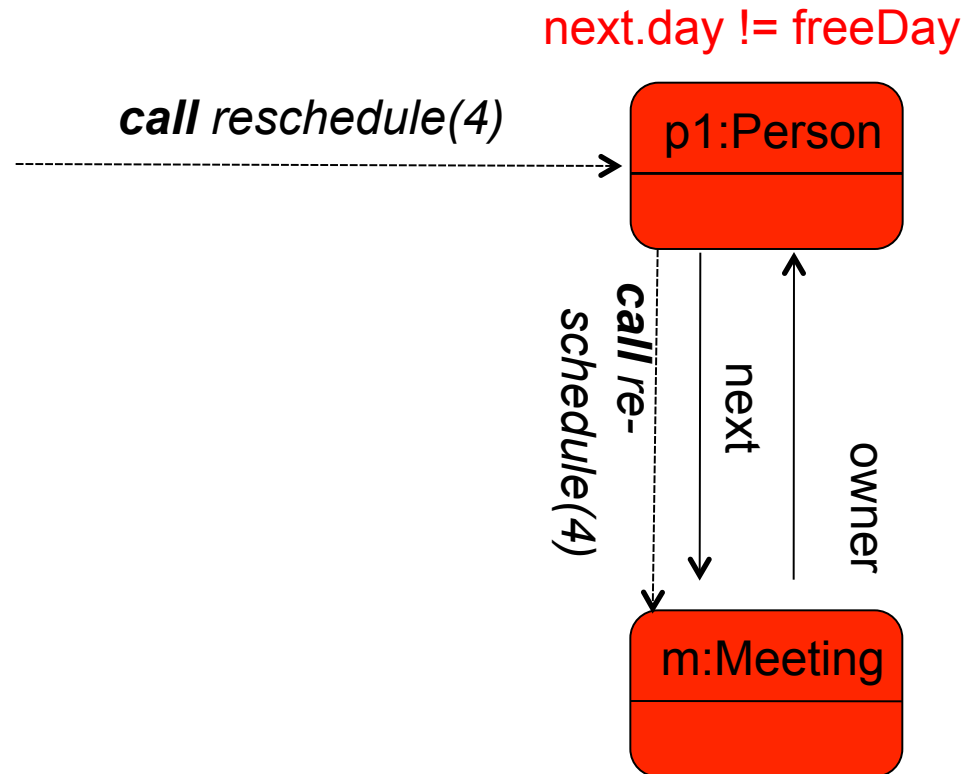 next.day != freeDay
call reschedule(4)
p1:Person
call re-
schedule(4)
next
owner
m:Meeting